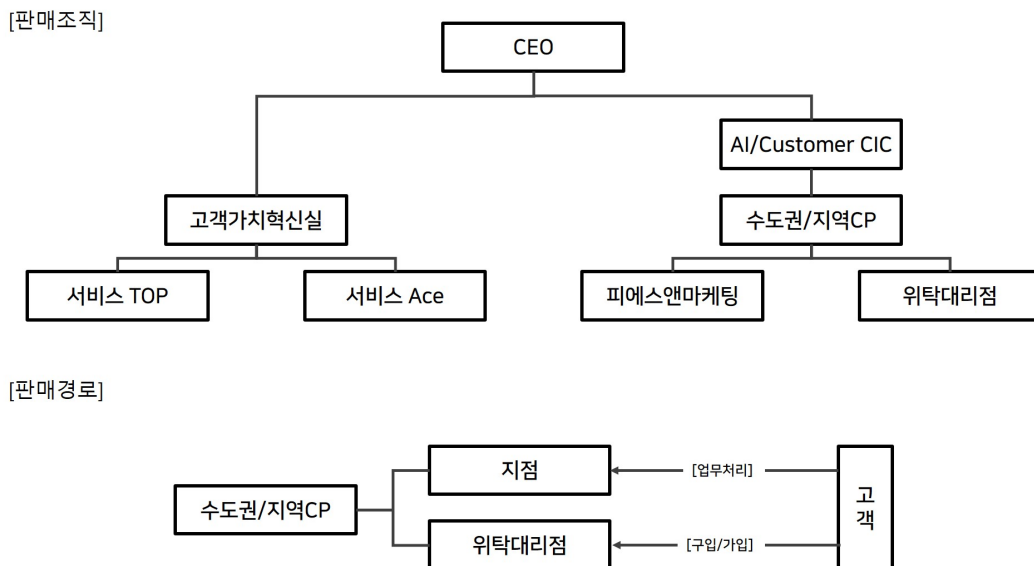 [판매조직]
CEO
AI/Customer CIC
고객가치혁신실
수도권/지역CP
서비스 TOP
서비스 Ace
피에스앤마케팅
위탁대리점
[판매경로]
지점
[업무처리]
고객
수도권/지역CP
위탁대리점
[구입/가입]